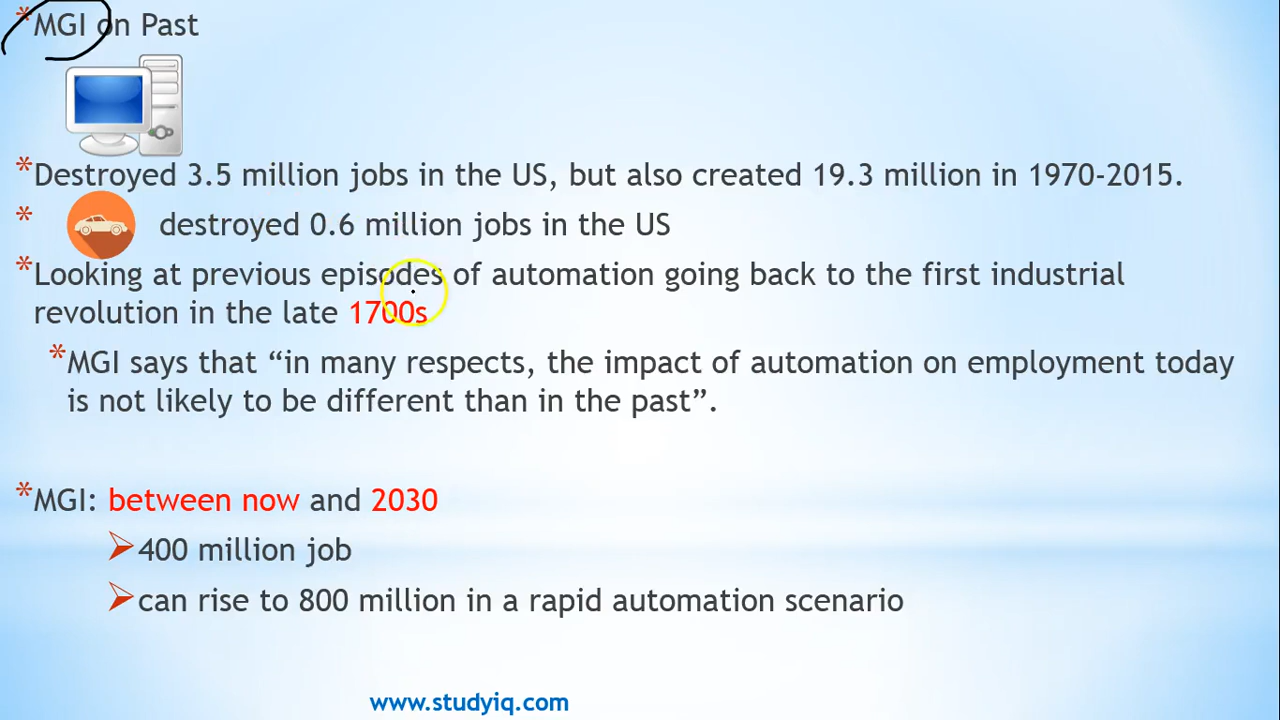 *MGI on Past
*Destroyed 3.5 million jobs in the US, but also created 19.3 million in 1970-2015.
* destroyed 0.6 million jobs in the US
*Looking at previous episodes of automation going back to the first industrial
revolution in the late 1700s
*MGI says that “in many respects, the impact of automation on employment today
is not likely to be different than in the past”.
*MGI: between now and 2030
➢400 million job
➢can rise to 800 million in a rapid automation scenario
www.studyiq.com